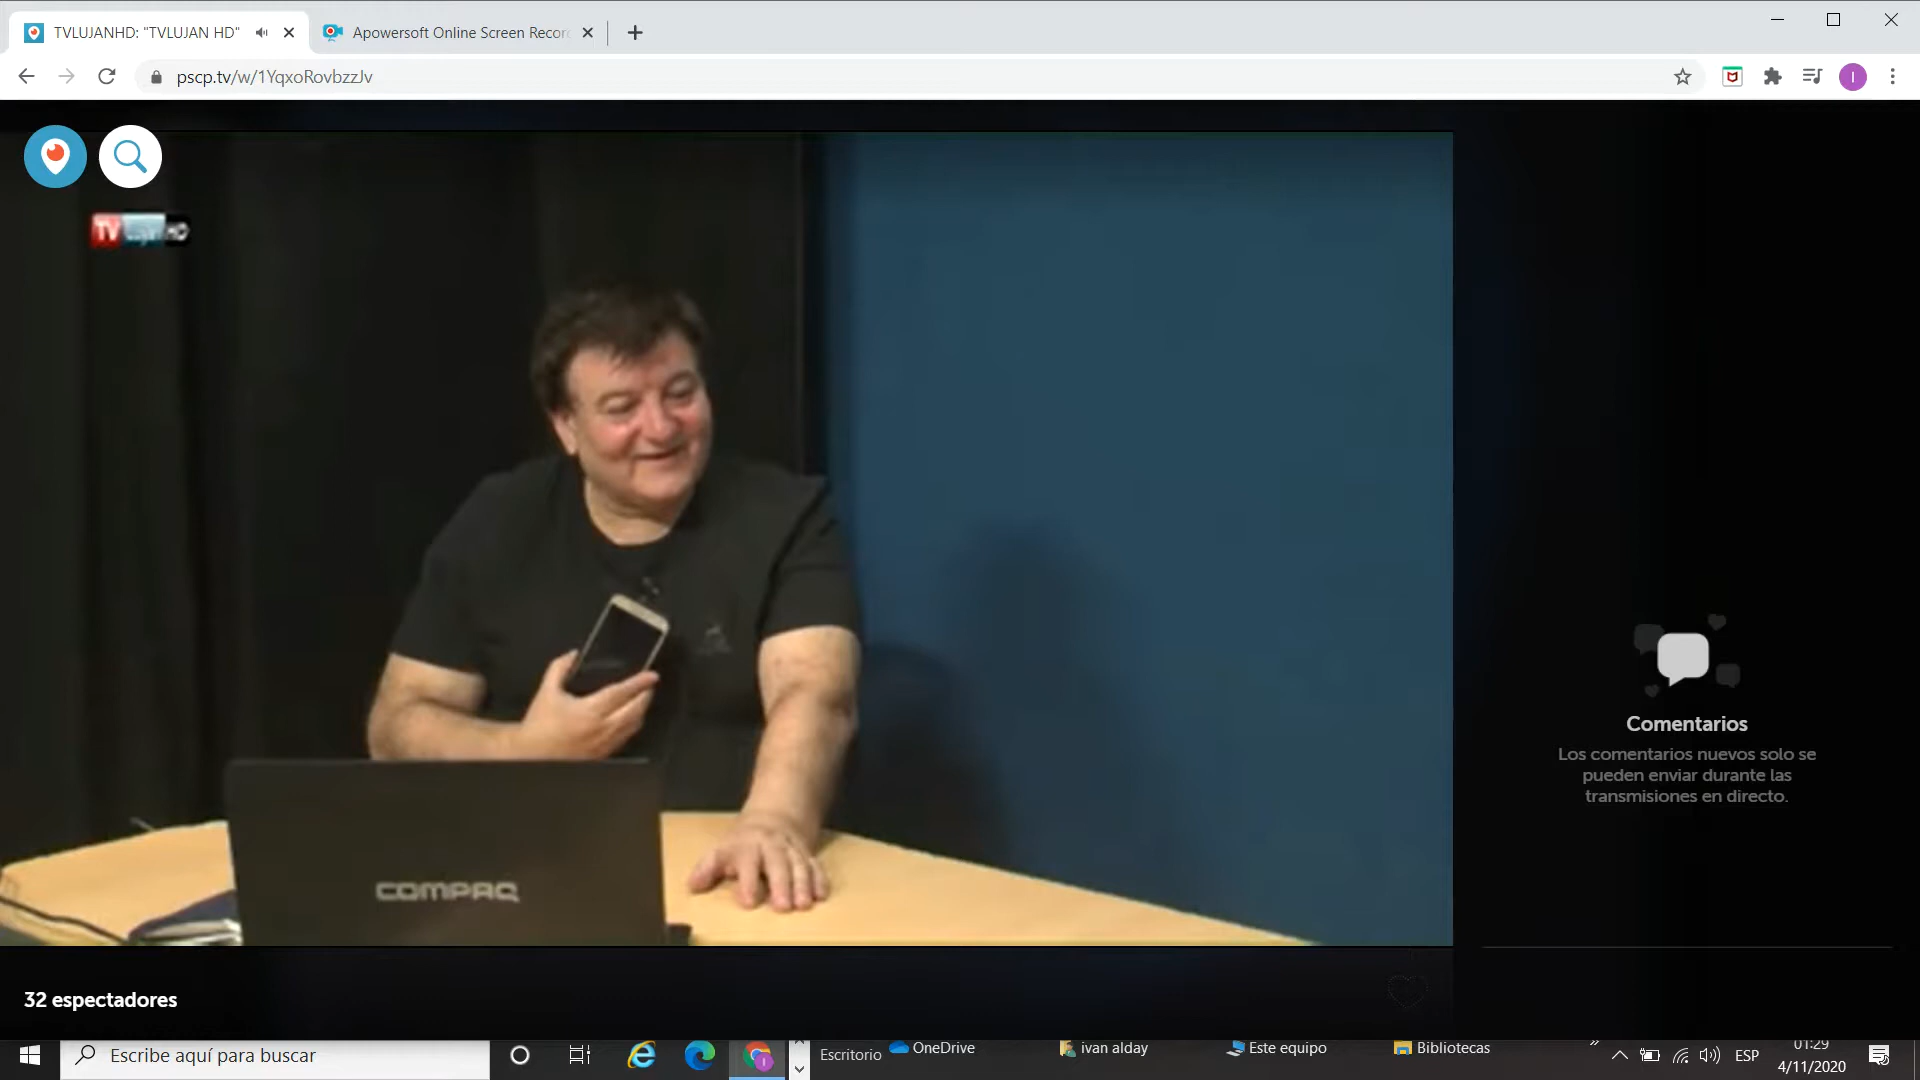 TVLUJANHD: "TVLUJAN HD"
Apowersoft Online Screen Recor
pscp.tv/w/1YqxoRovbzzJv
I
TV Luján HD
COMPAQ
Comentarios
Los comentarios nuevos solo se
pueden enviar durante las
transmisiones en directo.
32 espectadores
Escribe aquí para buscar
Escritorio
OneDrive
ivan alday
Este equipo
Bibliotecas
ESP
01:29
4/11/2020